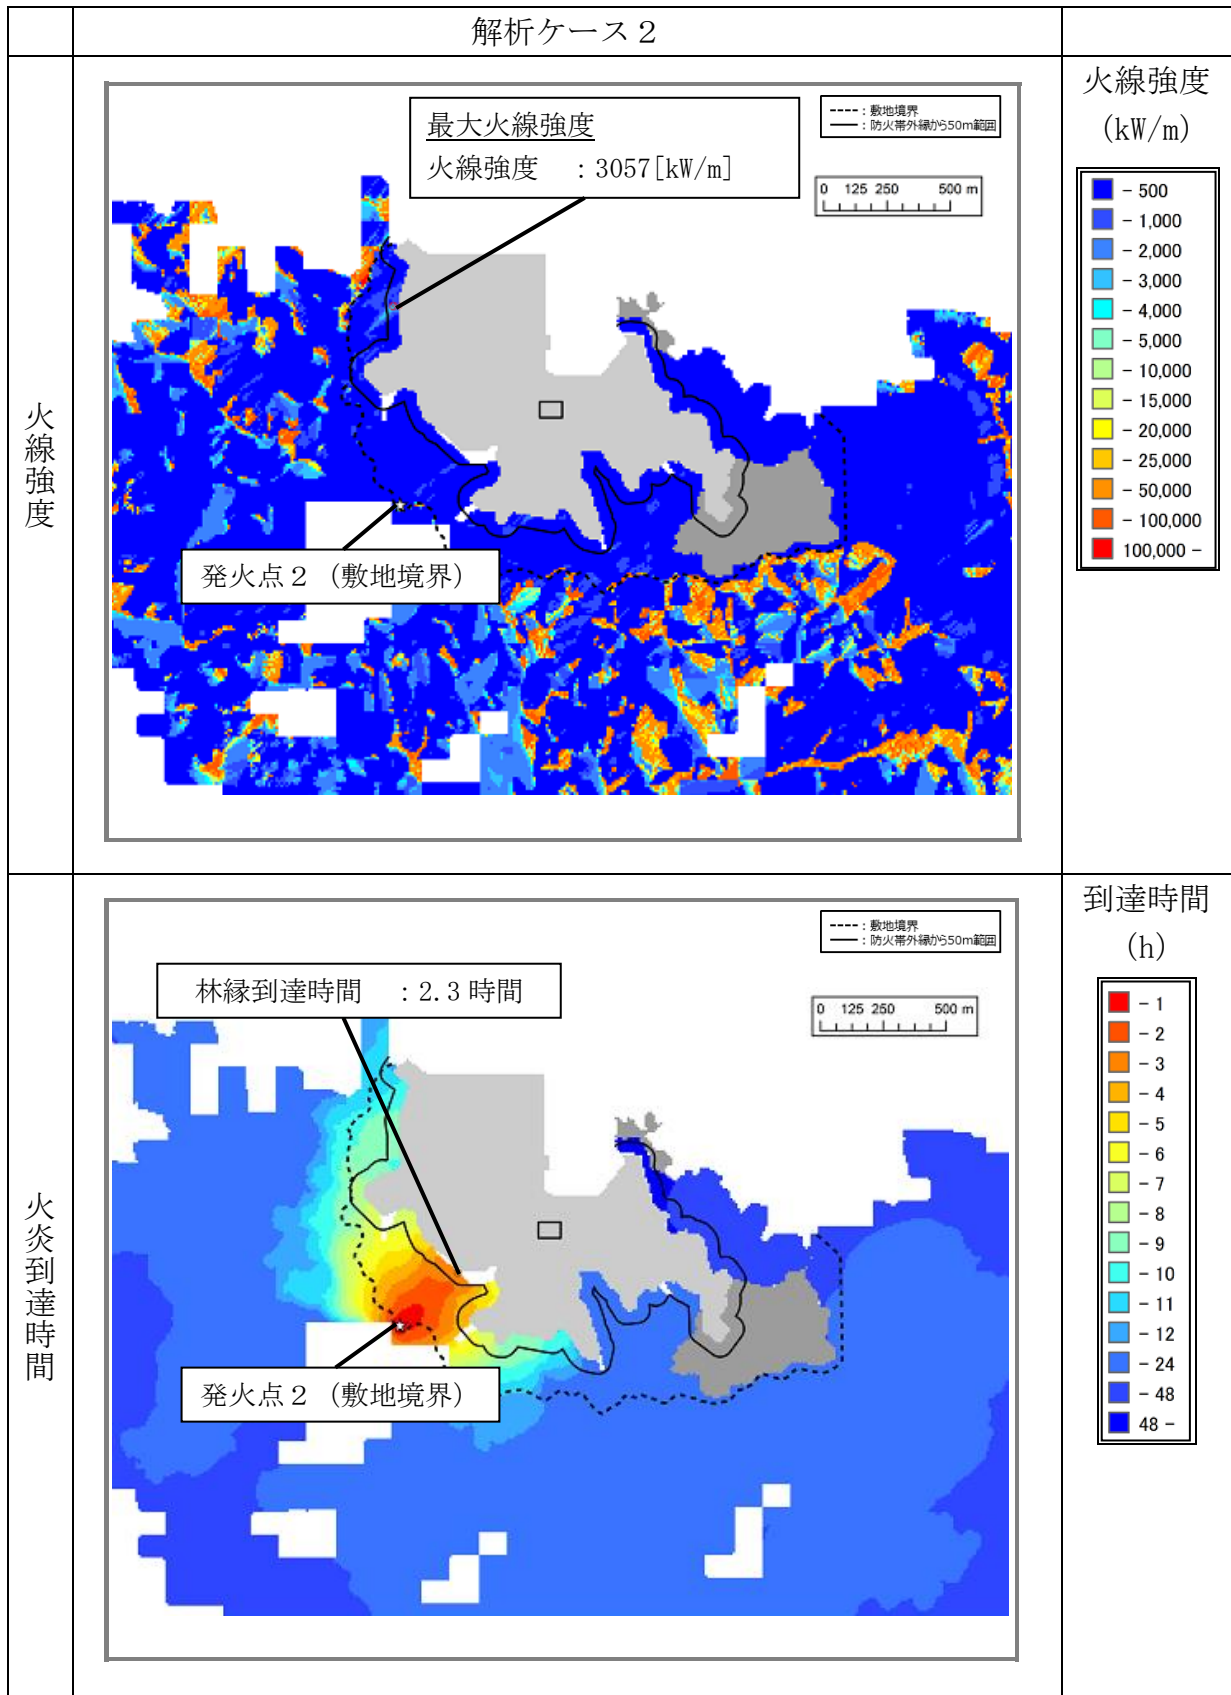 解析ケース２
火線強度
最大火線強度
火線強度　：3057[kW/m]
----：敷地境界
──：防火帯外縁から50m範囲
0 125 250 500 m
発火点２（敷地境界）
火線強度
(kW/m)
－500
－1,000
－2,000
－3,000
－4,000
－5,000
－10,000
－15,000
－20,000
－25,000
－50,000
－100,000
100,000－
火炎到達時間
林縁到達時間　：2.3時間
----：敷地境界
──：防火帯外縁から50m範囲
0 125 250 500 m
発火点２（敷地境界）
到達時間
(h)
－1
－2
－3
－4
－5
－6
－7
－8
－9
－10
－11
－12
－24
－48
48－